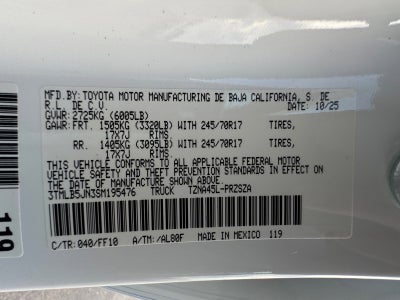 MFD.BY:TOYOTA MOTOR MANUFACTURING DE BAJA CALIFORNIA, S. DE
R.L. DE C.V. DATE: 10/25
GVWR: 2725KG (6005LB)
GAWR: FRT. 1505KG (3320LB) WITH 245/70R17 TIRES,
17X7J RIMS.
RR. 1405KG (3095LB) WITH 245/70R17 TIRES,
17X7J RIMS.
THIS VEHICLE CONFORMS TO ALL APPLICABLE FEDERAL MOTOR
VEHICLE SAFETY AND THEFT PREVENTION STANDARDS IN EFFECT ON
THE DATE OF MANUFACTURE SHOWN ABOVE.
3TMLB5JN3SM195476 TRUCK TZNA45L-PRZSZA
C/TR: 040/FF10 A/TM: /AL80F MADE IN MEXICO 119
119